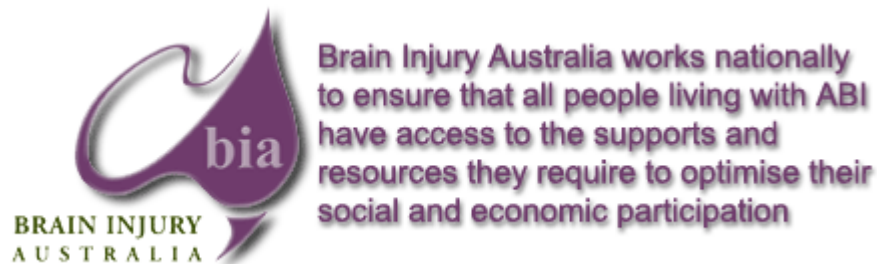 bia
BRAIN INJURY
AUSTRALIA
Brain Injury Australia works nationally
to ensure that all people living with ABI
have access to the supports and
resources they require to optimise their
social and economic participation